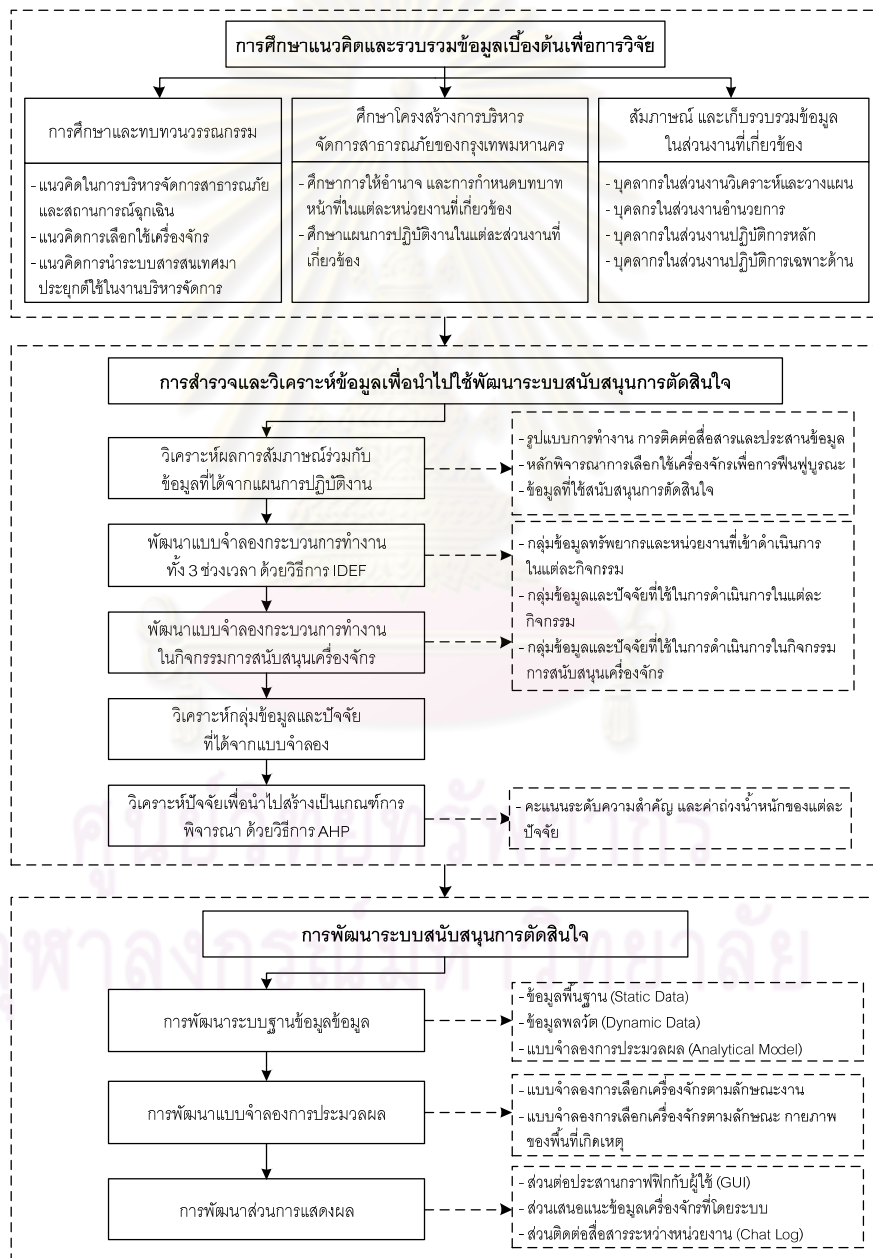 การศึกษาแนวคิดและรวบรวมข้อมูลเบื้องต้นเพื่อการวิจัย
การศึกษาและทบทวนวรรณกรรม
- แนวคิดในการบริหารจัดการสาธารณภัย
และสถานการณ์ฉุกเฉิน
- แนวคิดการเลือกใช้เครื่องจักร
- แนวคิดการนำระบบสารสนเทศมา
ประยุกต์ใช้ในงานบริหารจัดการ
ศึกษาโครงสร้างการบริหาร
จัดการสาธารณภัยของกรุงเทพมหานคร
- ศึกษาการให้อำนาจ และการกำหนดบทบาท
หน้าที่ในแต่ละหน่วยงานที่เกี่ยวข้อง
- ศึกษาแผนการปฏิบัติงานในแต่ละส่วนงานที่
เกี่ยวข้อง
สัมภาษณ์ และเก็บรวบรวมข้อมูล
ในส่วนงานที่เกี่ยวข้อง
- บุคลากรในส่วนงานวิเคราะห์และวางแผน
- บุคลกรในส่วนงานอำนวยการ
- บุคลากรในส่วนงานปฏิบัติการหลัก
- บุคลากรในส่วนงานปฏิบัติการเฉพาะด้าน
การสำรวจและวิเคราะห์ข้อมูลเพื่อนำไปใช้พัฒนาระบบสนับสนุนการตัดสินใจ
วิเคราะห์ผลการสัมภาษณ์ร่วมกับ
ข้อมูลที่ได้จากแผนการปฏิบัติงาน
- รูปแบบการทำงาน การติดต่อสื่อสารและประสานข้อมูล
- หลักพิจารณาการเลือกใช้เครื่องจักรเพื่อการฟื้นฟูบูรณะ
- ข้อมูลที่ใช้สนับสนุนการตัดสินใจ
พัฒนาแบบจำลองกระบวนการทำงาน
ทั้ง 3 ช่วงเวลา ด้วยวิธีการ IDEF
พัฒนาแบบจำลองกระบวนการทำงาน
ในกิจกรรมการสนับสนุนเครื่องจักร
- กลุ่มข้อมูลทรัพยากรและหน่วยงานที่เข้าดำเนินการ
ในแต่ละกิจกรรม
- กลุ่มข้อมูลและปัจจัยที่ใช้ในการดำเนินการในแต่ละ
กิจกรรม
- กลุ่มข้อมูลและปัจจัยที่ใช้ในการดำเนินการในกิจกรรม
การสนับสนุนเครื่องจักร
วิเคราะห์กลุ่มข้อมูลและปัจจัย
ที่ได้จากแบบจำลอง
วิเคราะห์ปัจจัยเพื่อนำไปสร้างเป็นเกณฑ์การ
พิจารณา ด้วยวิธีการ AHP
- คะแนนระดับความสำคัญ และค่าถ่วงน้ำหนักของแต่ละ
ปัจจัย
ศูนย์วิทยทรัพยากร
จุฬาลงกรณ์มหาวิทยาลัย
การพัฒนาระบบสนับสนุนการตัดสินใจ
การพัฒนาระบบฐานข้อมูลข้อมูล
- ข้อมูลพื้นฐาน (Static Data)
- ข้อมูลพลวัต (Dynamic Data)
- แบบจำลองการประมวลผล (Analytical Model)
การพัฒนาแบบจำลองการประมวลผล
- แบบจำลองการเลือกเครื่องจักรตามลักษณะงาน
- แบบจำลองการเลือกเครื่องจักรตามลักษณะ กายภาพ
ของพื้นที่เกิดเหตุ
การพัฒนาส่วนการแสดงผล
- ส่วนต่อประสานกราฟฟิกกับผู้ใช้ (GUI)
- ส่วนเสนอแนะข้อมูลเครื่องจักรที่โดยระบบ
- ส่วนติดต่อสื่อสารระหว่างหน่วยงาน (Chat Log)